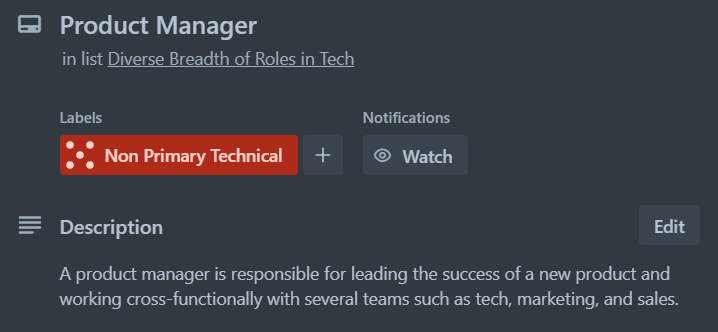 Product Manager
in list Diverse Breadth of Roles in Tech
Labels
Notifications
Non Primary Technical
+
Watch
Description
Edit
A product manager is responsible for leading the success of a new product and
working cross-functionally with several teams such as tech, marketing, and sales.